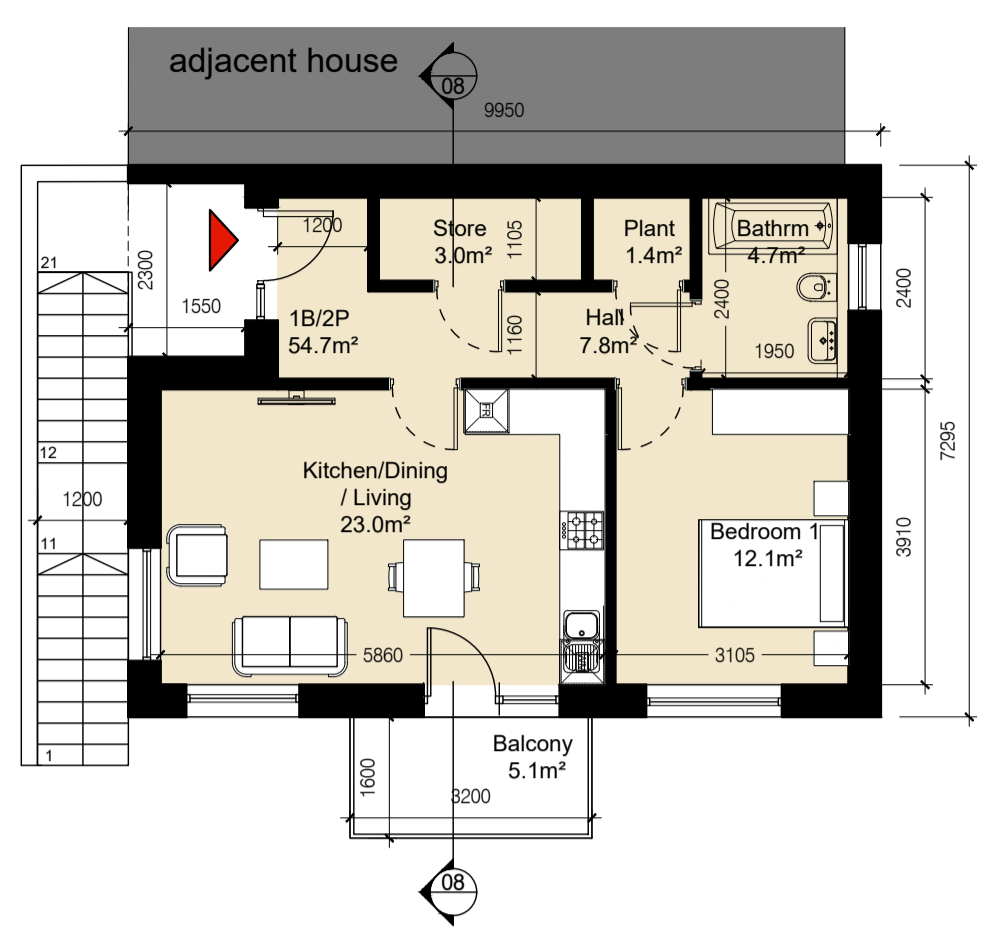 adjacent house
08
9950
1200
Store
3.0m²
1105
Plant
1.4m²
Bathrm
4.7m²
21
2300
2400
2400
1550
1B/2P
54.7m²
1160
Hall
7.8m²
1950
FR
7295
12
Kitchen/Dining
/ Living
23.0m²
1200
11
Bedroom 1
12.1m²
3910
5860
3105
1
Balcony
5.1m²
1600
3200
08